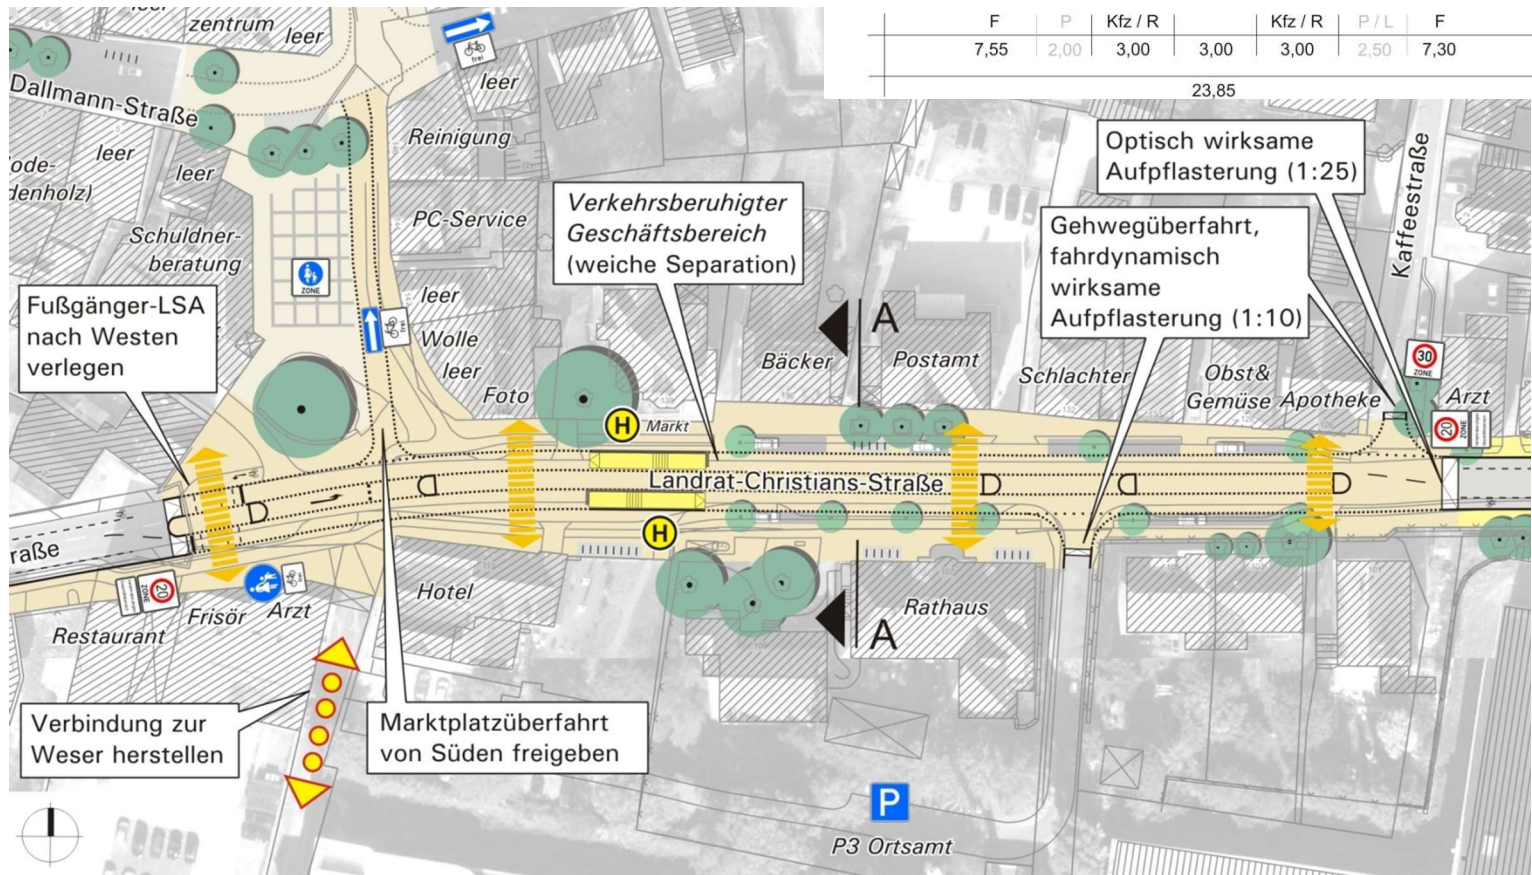 zentrum
leer
frei
leer
F P Kfz / R Kfz / R P / L F
7,55 2,00 3,00 3,00 3,00 2,50 7,30
23,85
Dallmann-Straße
Reinigung
leer
leer
ode-
denholz)
PC-Service
Schuldner-
beratung
ZONE
leer
frei
Wolle
leer
Foto
Verkehrsberuhigter
Geschäftsbereich
(weiche Separation)
Optisch wirksame
Aufpflasterung (1:25)
Gehwegüberfahrt,
fahrdynamisch
wirksame
Aufpflasterung (1:10)
Kaffeestraße
Fußgänger-LSA
nach Westen
verlegen
A
Bäcker
Postamt
Schlachter
Obst&
Gemüse
Apotheke
Arzt
30
ZONE
20
ZONE
H
Markt
Landrat-Christians-Straße
H
raße
20
ZONE
Restaurant
Frisör
Arzt
Hotel
Rathaus
A
Verbindung zur
Weser herstellen
Marktplatzüberfahrt
von Süden freigeben
P
P3 Ortsamt